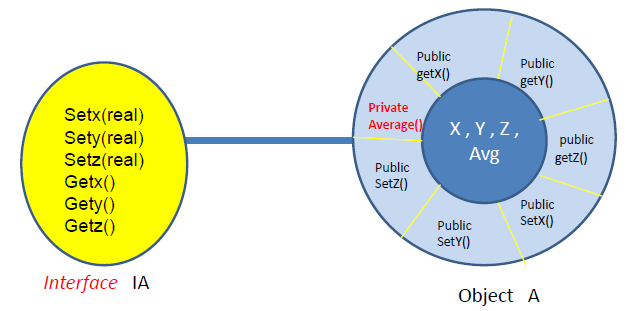 Setx(real)
Sety(real)
Setz(real)
Getx()
Gety()
Getz()
Interface IA
Public
getX()
Public
getY()
Private
Average()
X , Y , Z ,
Avg
public
getZ()
Public
SetZ()
Public
SetX()
Public
SetY()
Object A